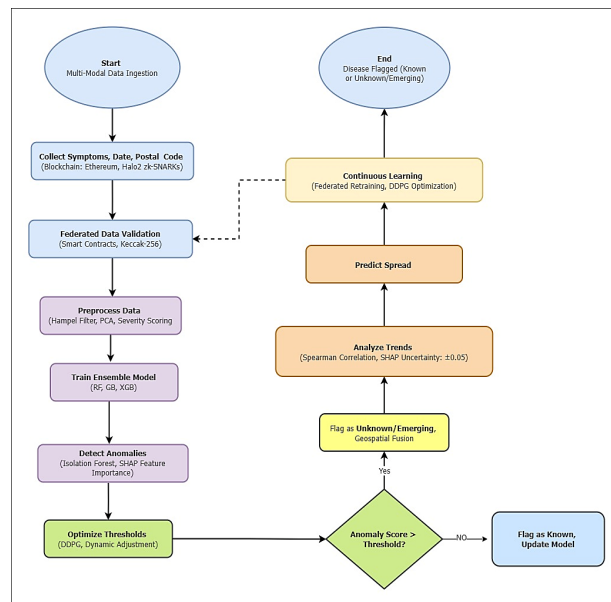 Start
Multi-Modal Data Ingestion
Collect Symptoms, Date, Postal Code
(Blockchain: Ethereum, Halo2 zk-SNARKs)
Federated Data Validation
(Smart Contracts, Keccak-256)
Preprocess Data
(Hampel Filter, PCA, Severity Scoring
Train Ensemble Model
(RF, GB, XGB)
Detect Anomalies
(Isolation Forest, SHAP Feature
Importance)
Optimize Thresholds
(DDPG, Dynamic Adjustment)
Anomaly Score >
Threshold?
NO
Flag as Known,
Update Model
Yes
Flag as Unknown/Emerging,
Geospatial Fusion
Analyze Trends
(Spearman Correlation, SHAP Uncertainty: ±0.05)
Predict Spread
Continuous Learning
(Federated Retraining, DDPG Optimization)
End
Disease Flagged (Known
or Unknown/Emerging)